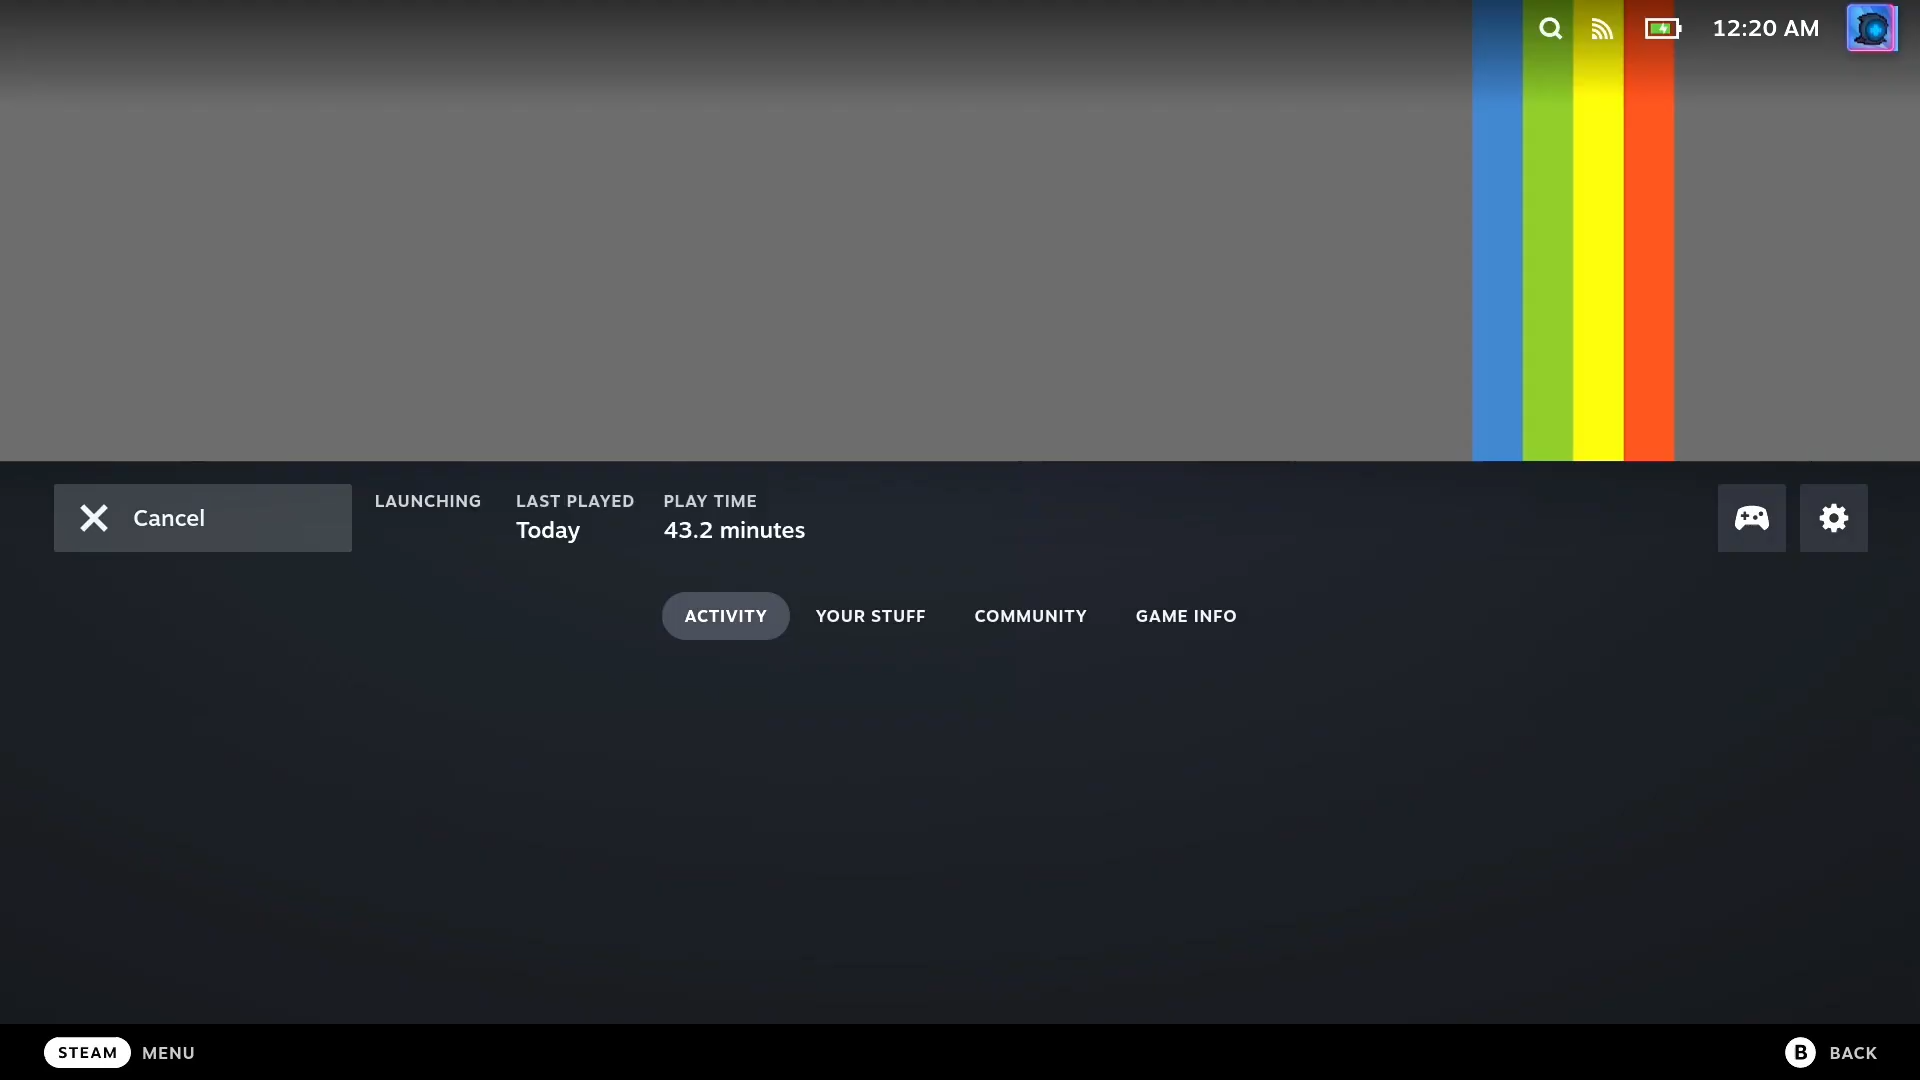 12:20 AM
Cancel
LAUNCHING
LAST PLAYED
Today
PLAY TIME
43.2 minutes
ACTIVITY
YOUR STUFF
COMMUNITY
GAME INFO
STEAM MENU
B BACK